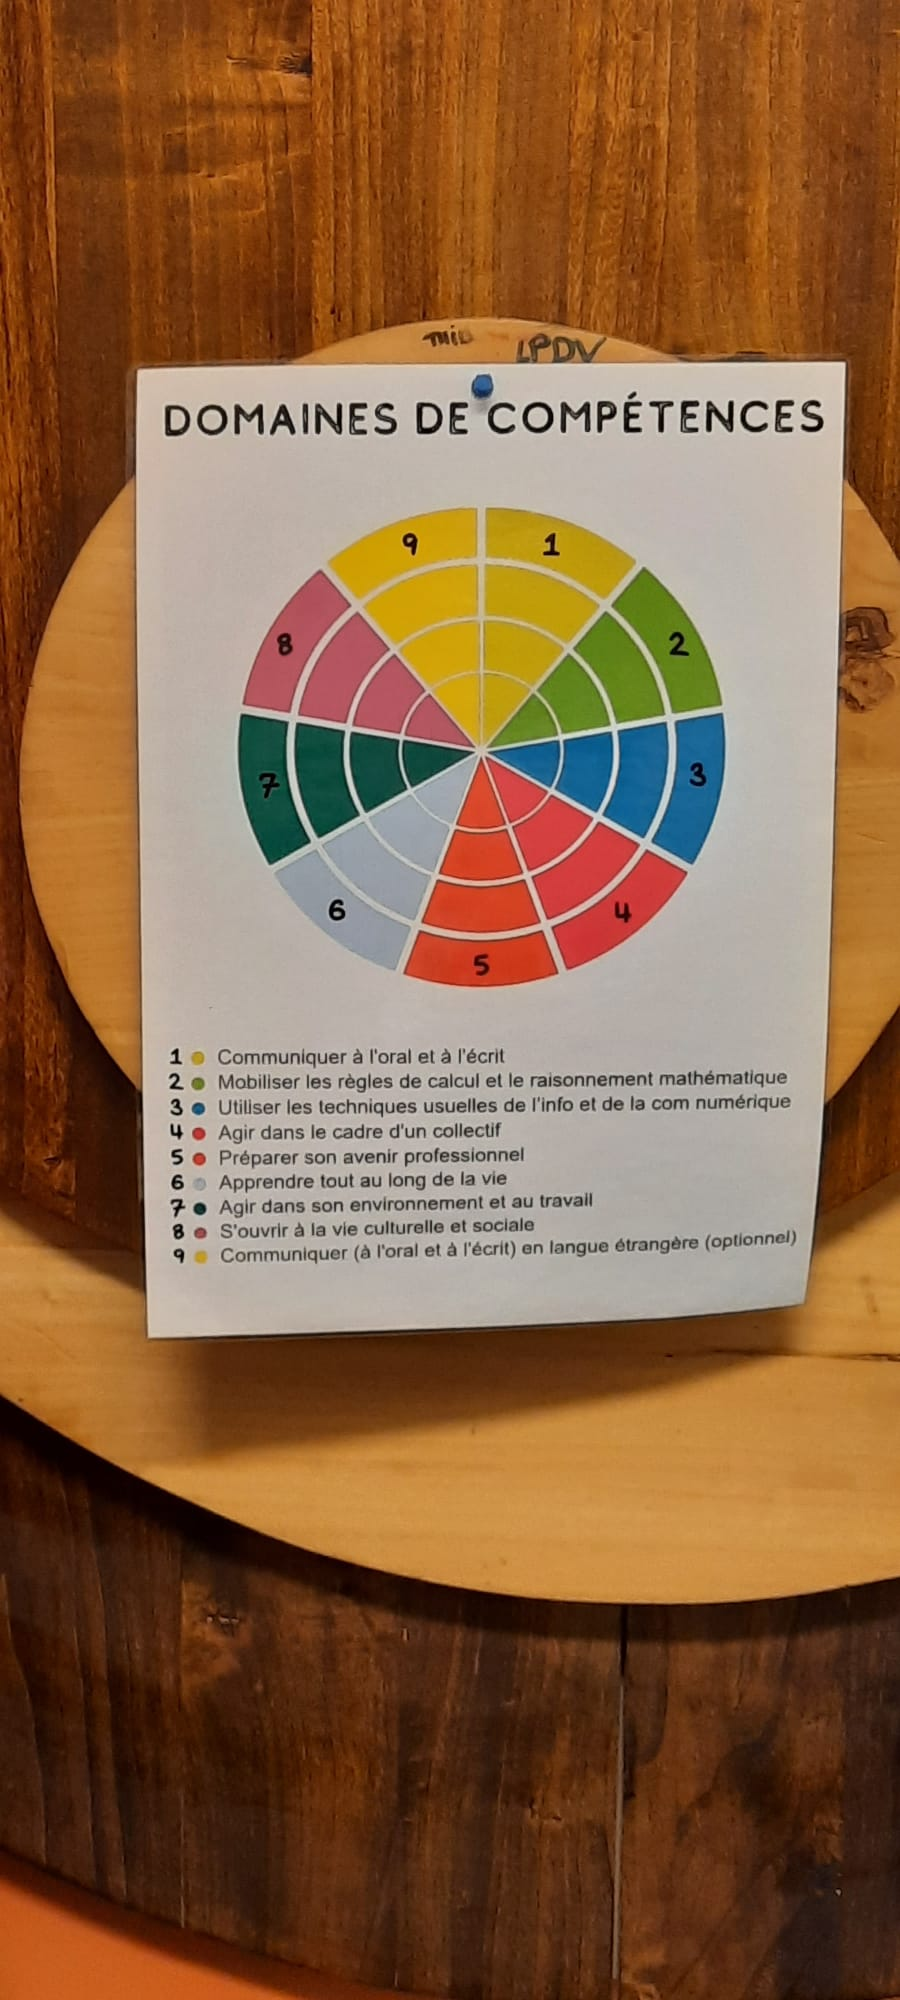 LPDV
DOMAINES DE COMPÉTENCES
9
1
8
2
7
3
6
4
5
1 Communiquer à l'oral et à l'écrit
2 Mobiliser les règles de calcul et le raisonnement mathématique
3 Utiliser les techniques usuelles de l'info et de la com numérique
4 Agir dans le cadre d'un collectif
5 Préparer son avenir professionnel
6 Apprendre tout au long de la vie
7 Agir dans son environnement et au travail
8 S'ouvrir à la vie culturelle et sociale
9 Communiquer (à l'oral et à l'écrit) en langue étrangère (optionnel)